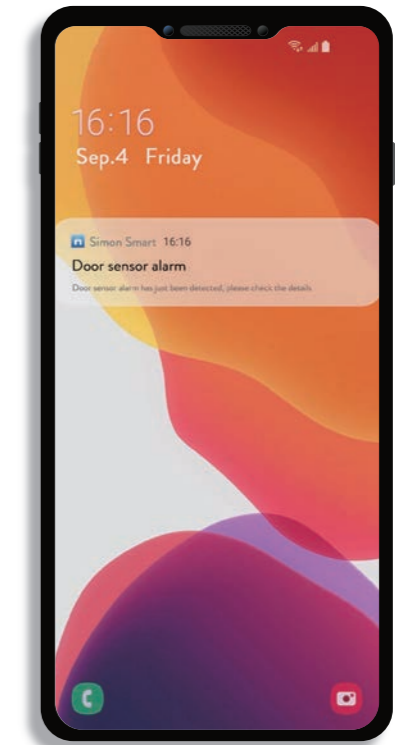 16:16
Sep.4 Friday
Simon Smart 16:16
Door sensor alarm
Door sensor alarm has just been detected, please check the details